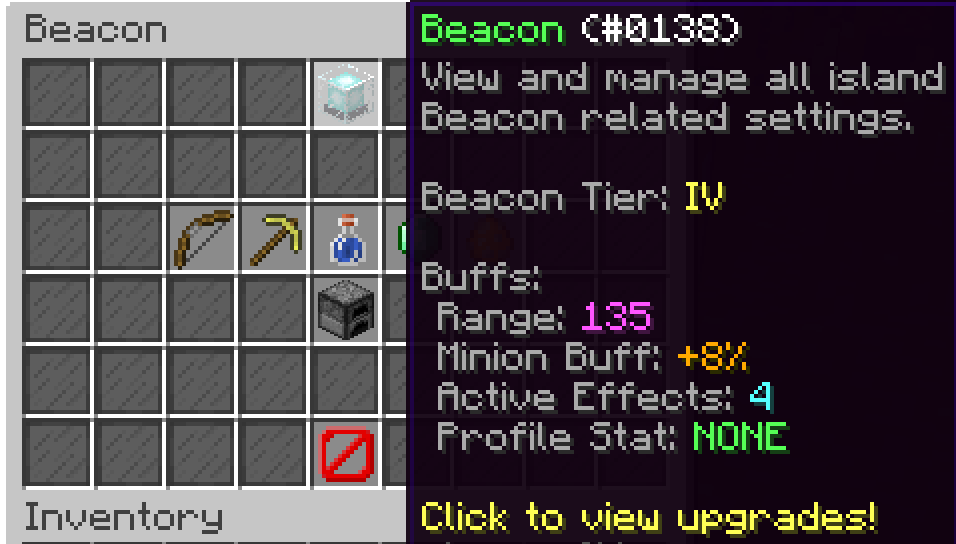 Beacon
Beacon (#0138)
View and manage all island
Beacon related settings.
Beacon Tier: IV
Buffs:
Range: 135
Minion Buff: +8%
Active Effects: 4
Profile Stat: NONE
Click to view upgrades!
Inventory